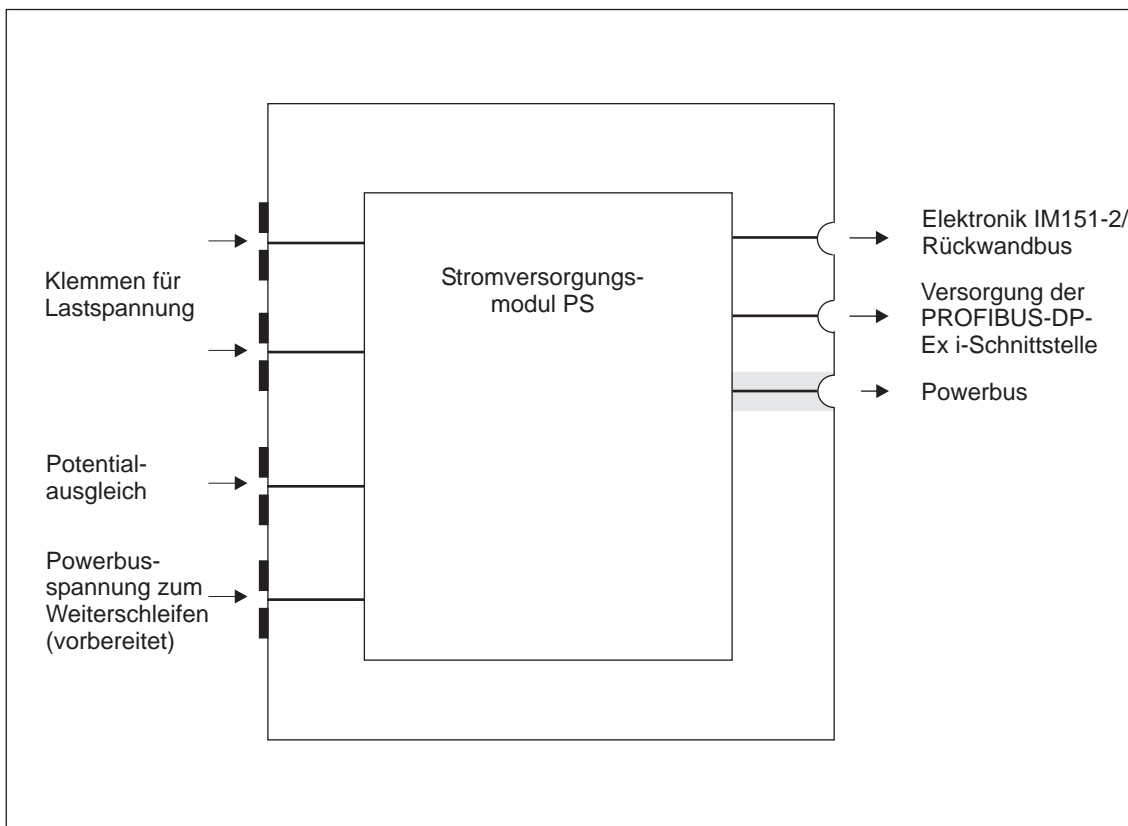 Klemmen für
Lastspannung
Potential-
ausgleich
Powerbus-
spannung zum
Weiterschleifen
(vorbereitet)
Stromversorgungs-
modul PS
Elektronik IM151-2/
Rückwandbus
Versorgung der
PROFIBUS-DP-
Ex i-Schnittstelle
Powerbus